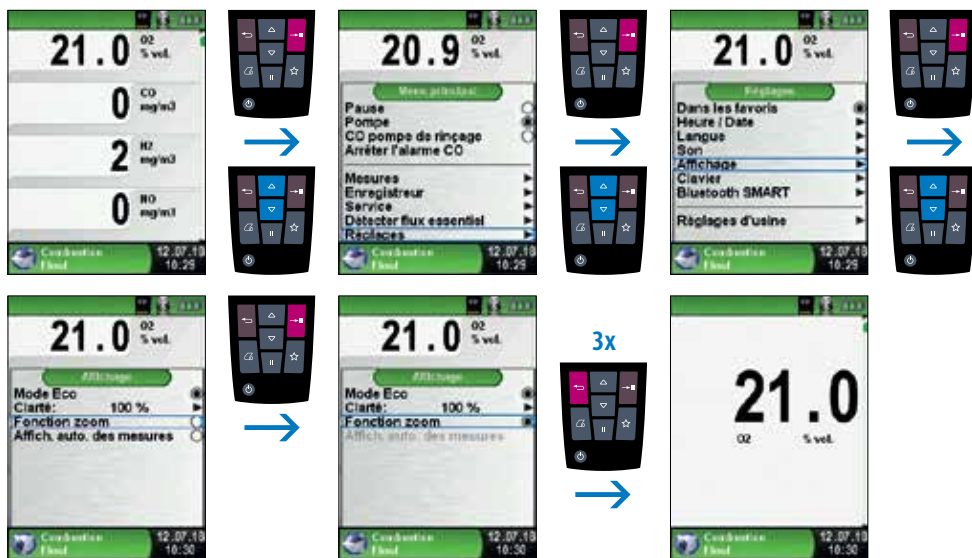 21.0 O2 % vol.
0 CO mg/m3
2 H2 mg/m3
0 NO mg/m3
Combustion 12.07.18
Fioul 10:29
20.9 O2 % vol.
Menu principal
Pause
Pompe
CO pompe de rinçage
Arrêter l'alarme CO
Mesures
Enregistreur
Service
Détecter flux essentiel
Réglages
Combustion 12.07.18
Fioul 10:29
21.0 O2 % vol.
Réglages
Dans les favoris
Heure / Date
Langue
Son
Affichage
Clavier
Bluetooth SMART
Réglages d'usine
Combustion 12.07.18
Fioul 10:29
21.0 O2 % vol.
Affichage
Mode Eco
Clarté: 100 %
Fonction zoom
Affich. auto. des mesures
Combustion 12.07.18
Fioul 10:30
21.0 O2 % vol.
Affichage
Mode Eco
Clarté: 100 %
Fonction zoom
Affich. auto. des mesures
Combustion 12.07.18
Fioul 10:30
3x
21.0
O2 % vol.
Combustion 12.07.18
Fioul 10:30